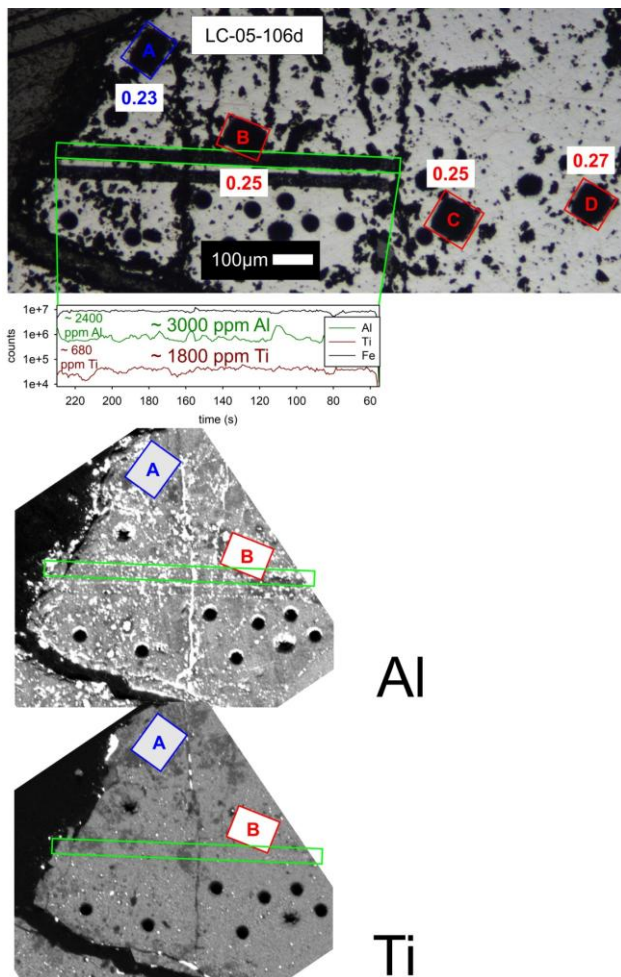 LC-05-106d
A
0.23
B
0.25
0.25
0.27
C
D
100µm
1e+7
1e+6
1e+5
1e+4
counts
~ 2400
ppm Al
~ 3000 ppm Al
~ 680
ppm Ti
~ 1800 ppm Ti
Al
Ti
Fe
220 200 180 160 140 120 100 80 60
time (s)
A
B
Al
A
B
Ti